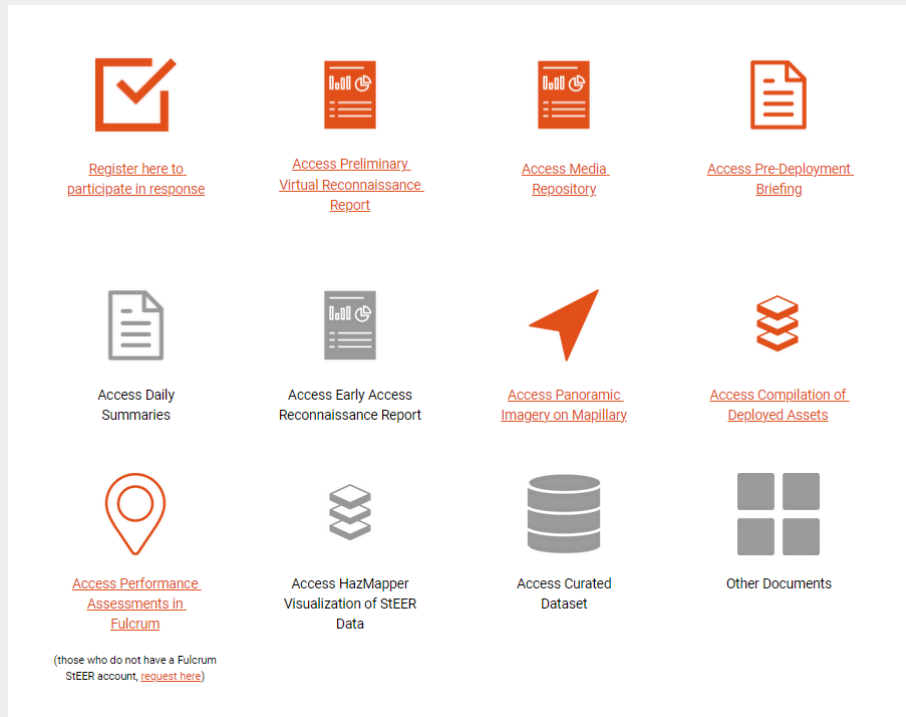 Register here to
participate in response
Access Preliminary
Virtual Reconnaissance
Report
Access Media
Repository
Access Pre-Deployment
Briefing
Access Daily
Summaries
Access Early Access
Reconnaissance Report
Access Panoramic
Imagery on Mapillary
Access Compilation of
Deployed Assets
Access Performance
Assessments in
Fulcrum
(those who do not have a Fulcrum
StEER account, request here)
Access HazMapper
Visualization of StEER
Data
Access Curated
Dataset
Other Documents